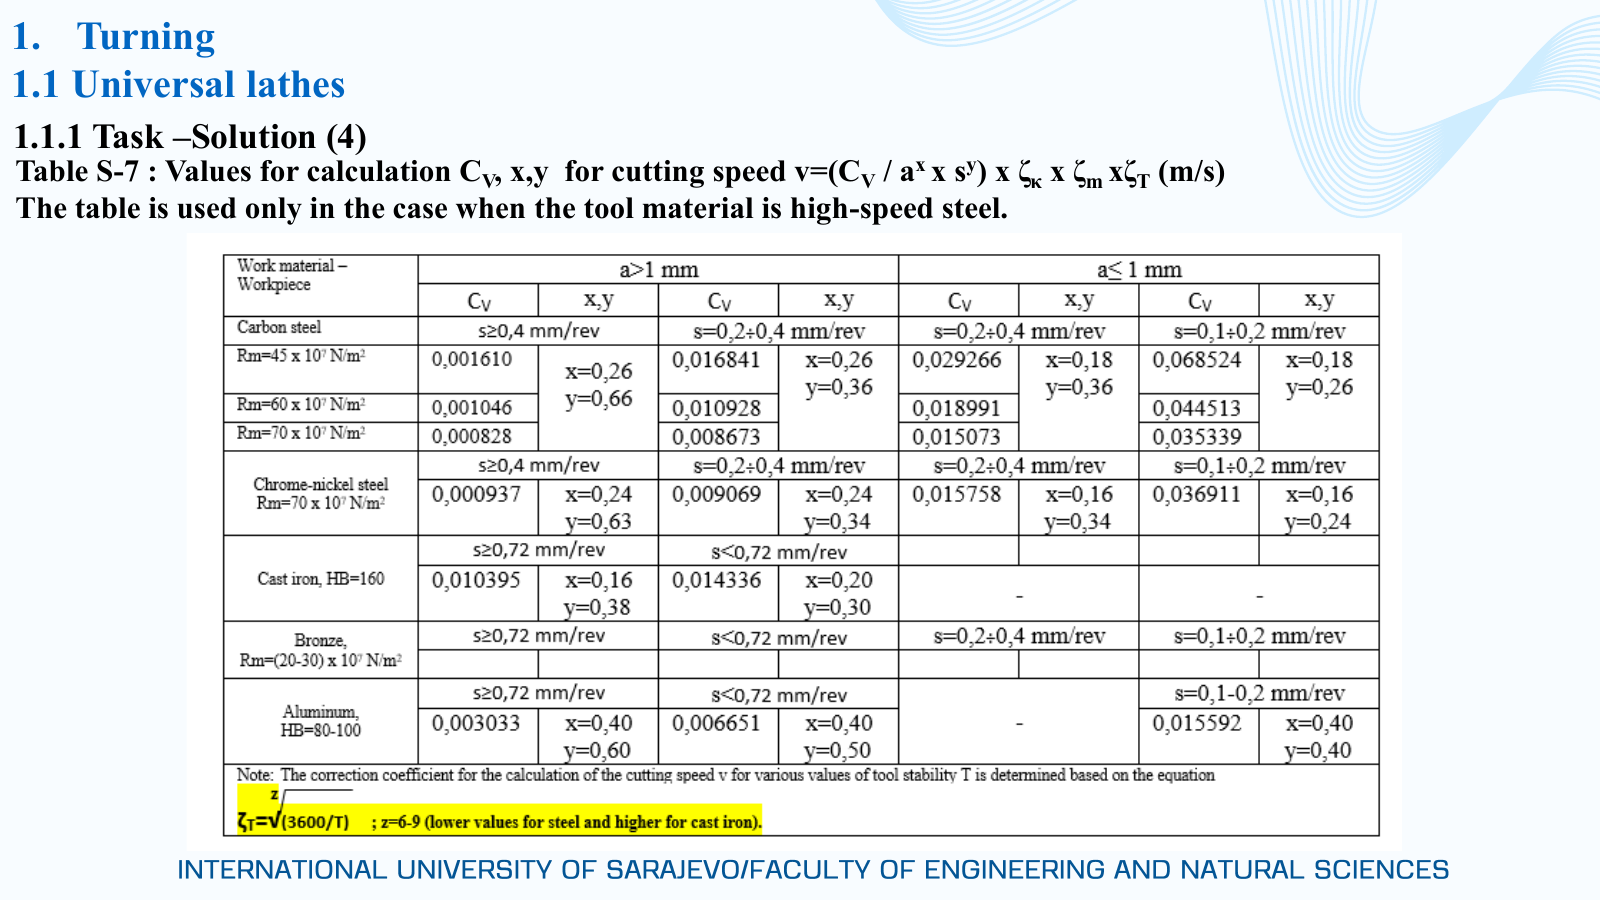 1. Turning
1.1 Universal lathes
1.1.1 Task –Solution (4)
Table S-7 : Values for calculation CV, x,y for cutting speed v=(CV / aˣ x sʸ) x ζκ x ζm xζT (m/s)
The table is used only in the case when the tool material is high-speed steel.
Work material – Workpiece a>1 mm a≤ 1 mm
CV x,y CV x,y CV x,y CV x,y
Carbon steel s≥0,4 mm/rev s=0,2÷0,4 mm/rev s=0,2÷0,4 mm/rev s=0,1÷0,2 mm/rev
Rm=45 x 10⁷ N/m² 0,001610 x=0,26 y=0,66 0,016841 x=0,26 y=0,36 0,029266 x=0,18 y=0,36 0,068524 x=0,18 y=0,26
Rm=60 x 10⁷ N/m² 0,001046 0,010928 0,018991 0,044513
Rm=70 x 10⁷ N/m² 0,000828 0,008673 0,015073 0,035339
Chrome-nickel steel Rm=70 x 10⁷ N/m² s≥0,4 mm/rev s=0,2÷0,4 mm/rev s=0,2÷0,4 mm/rev s=0,1÷0,2 mm/rev
0,000937 x=0,24 y=0,63 0,009069 x=0,24 y=0,34 0,015758 x=0,16 y=0,34 0,036911 x=0,16 y=0,24
Cast iron, HB=160 s≥0,72 mm/rev s<0,72 mm/rev
0,010395 x=0,16 y=0,38 0,014336 x=0,20 y=0,30 - -
Bronze, Rm=(20-30) x 10⁷ N/m² s≥0,72 mm/rev s<0,72 mm/rev s=0,2÷0,4 mm/rev s=0,1÷0,2 mm/rev
Aluminum, HB=80-100 s≥0,72 mm/rev s<0,72 mm/rev - s=0,1-0,2 mm/rev
0,003033 x=0,40 y=0,60 0,006651 x=0,40 y=0,50 0,015592 x=0,40 y=0,40
Note: The correction coefficient for the calculation of the cutting speed v for various values of tool stability T is determined based on the equation
z
ζT=√(3600/T) ; z=6-9 (lower values for steel and higher for cast iron).
INTERNATIONAL UNIVERSITY OF SARAJEVO/FACULTY OF ENGINEERING AND NATURAL SCIENCES